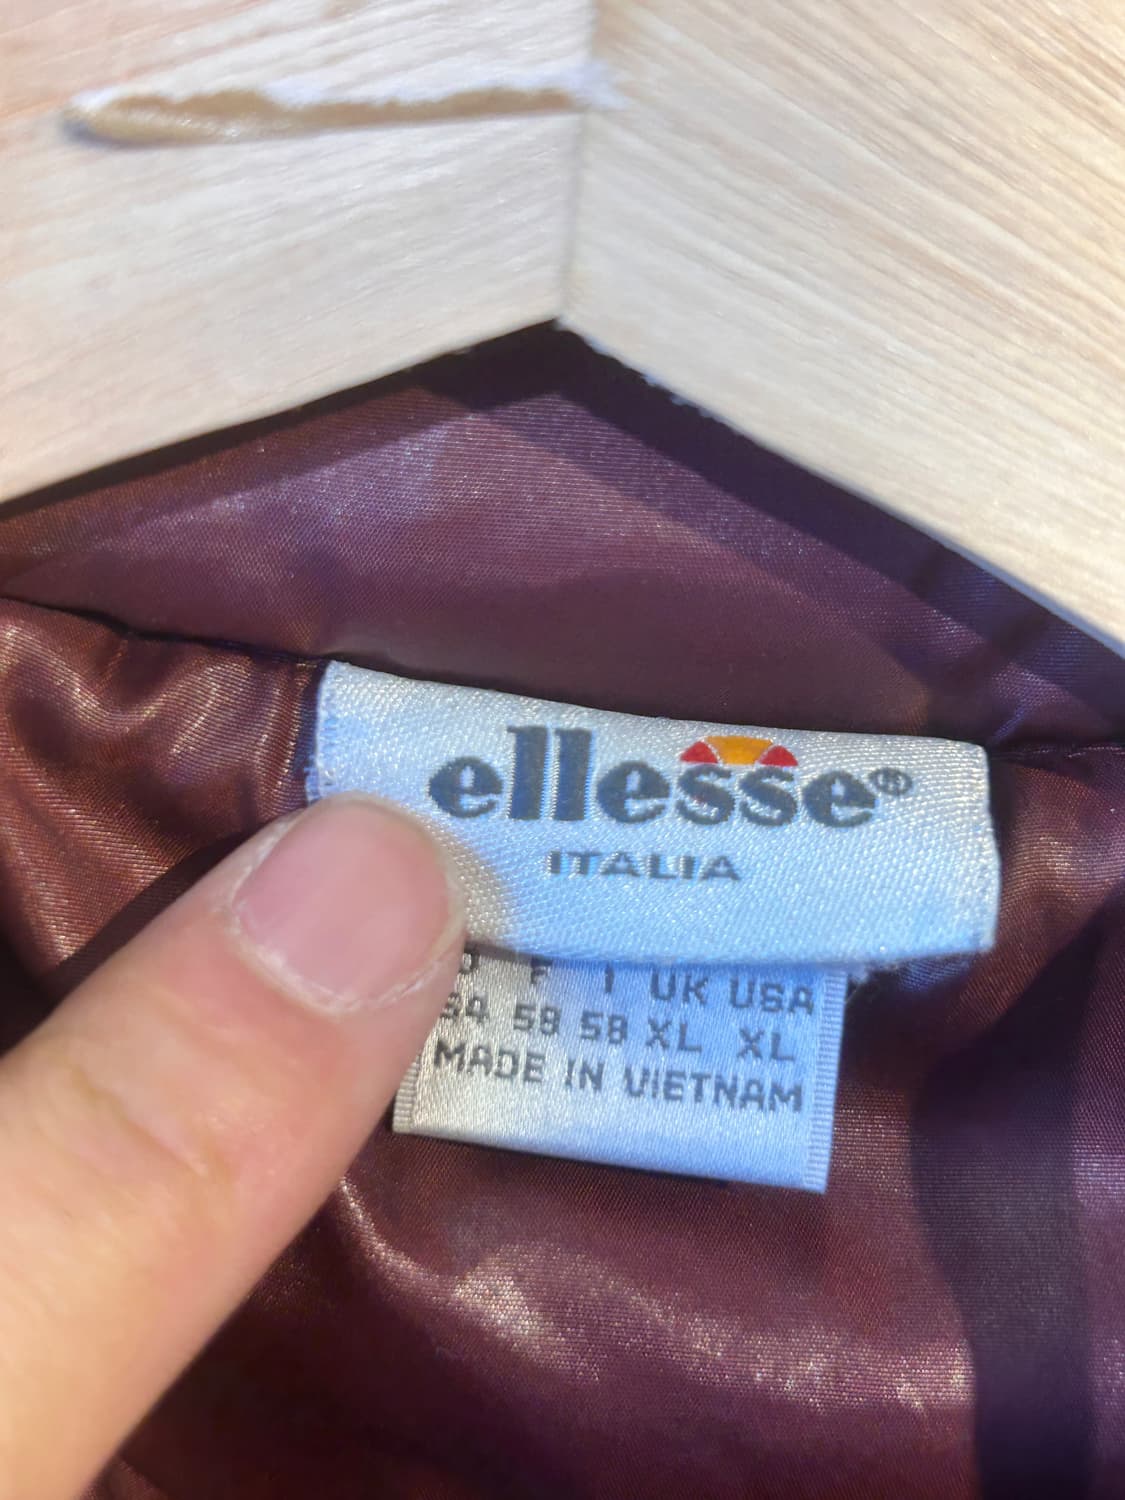 ellesse®
ITALIA
F I UK USA
58 58 XL XL
MADE IN VIETNAM